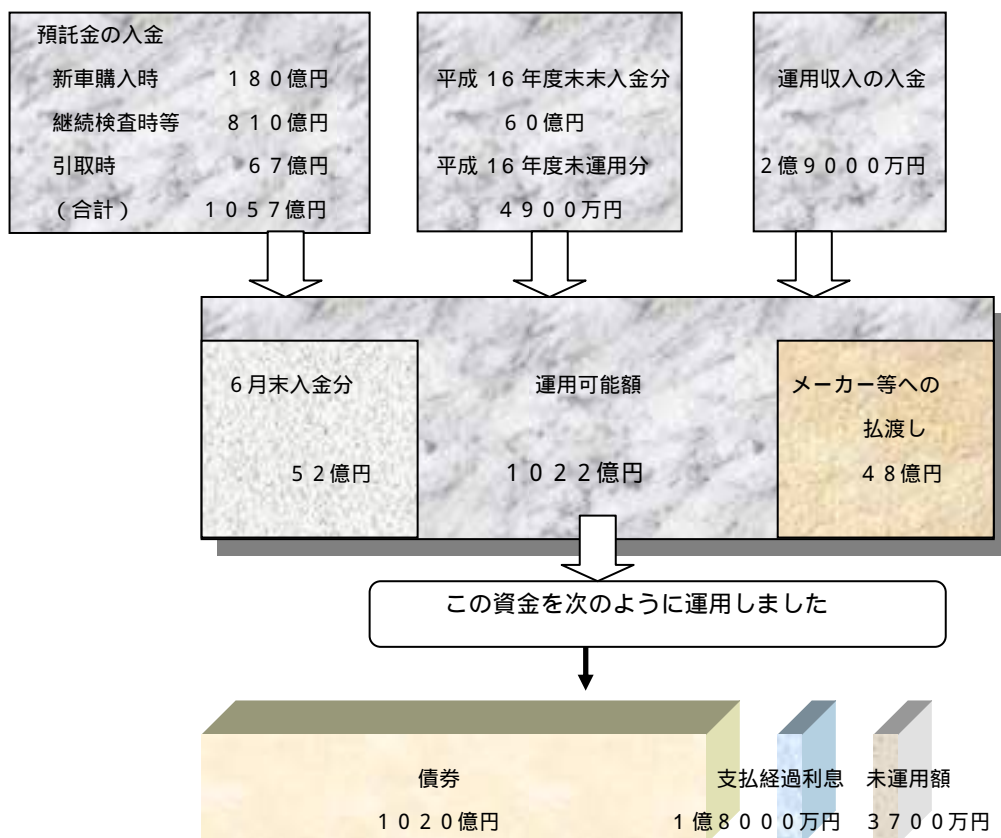 預託金の入金
新車購入時 180億円
継続検査時等 810億円
引取時 67億円
(合計) 1057億円
平成16年度末末入金分
60億円
平成16年度未運用分
4900万円
運用収入の入金
2億9000万円
6月末入金分
52億円
運用可能額
1022億円
メーカー等への
払渡し
48億円
この資金を次のように運用しました
債券
1020億円
支払経過利息
1億8000万円
未運用額
3700万円